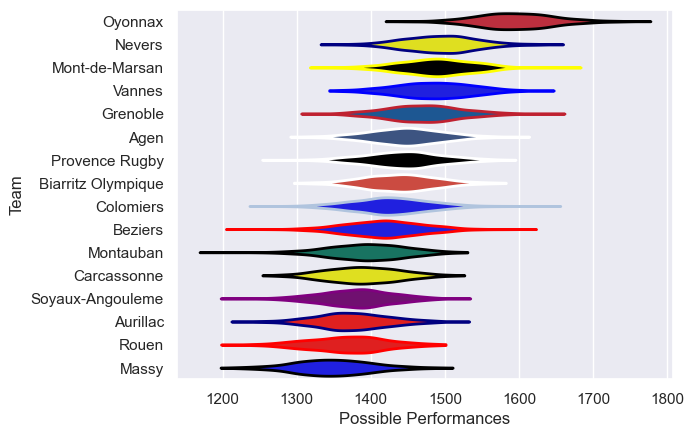 Oyonnax
Nevers
Mont-de-Marsan
Vannes
Grenoble
Agen
Provence Rugby
Biarritz Olympique
Colomiers
Beziers
Montauban
Carcassonne
Soyaux-Angouleme
Aurillac
Rouen
Massy
Team
1200 1300 1400 1500 1600 1700 1800
Possible Performances